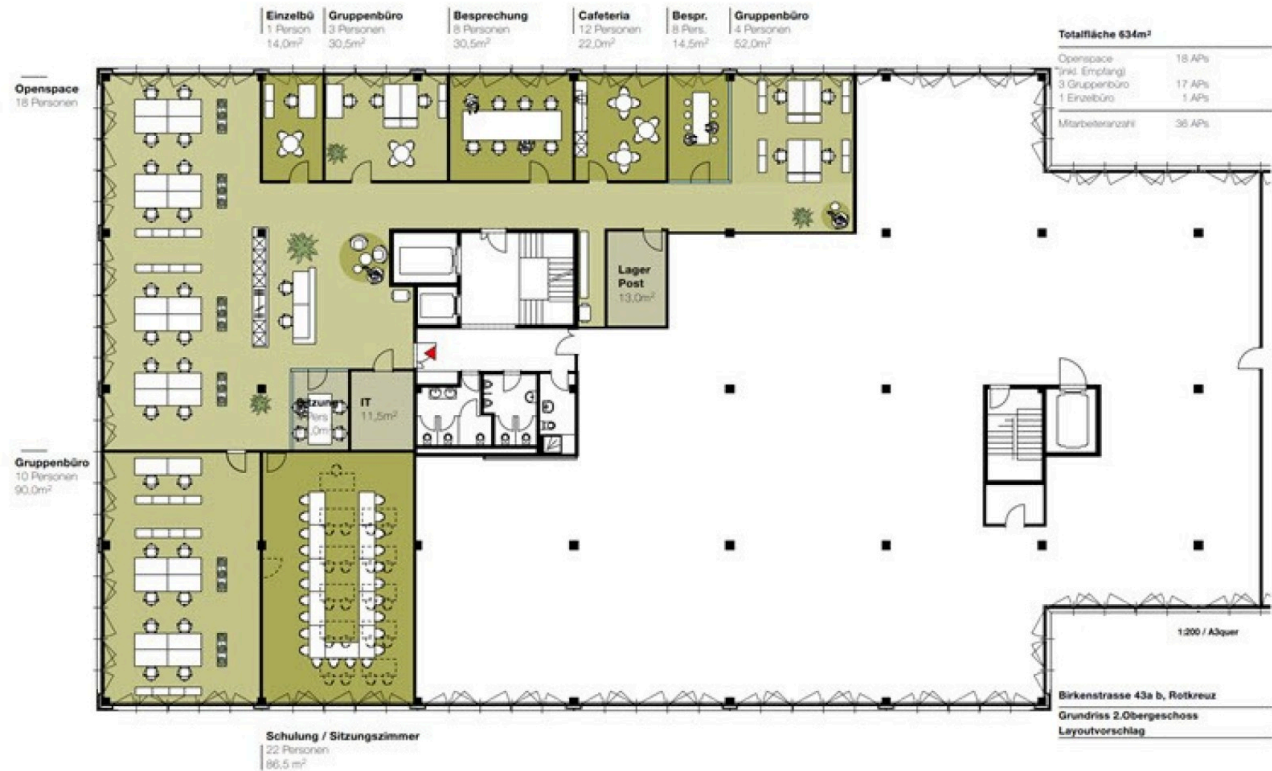 Einzelbü
1 Person
14,0m²
Gruppenbüro
3 Personen
30,5m²
Besprechung
8 Personen
30,5m²
Cafeteria
12 Personen
22,0m²
Bespr.
8 Pers.
14,5m²
Gruppenbüro
4 Personen
52,0m²
Totalfläche 634m²
Openspace 18 APs
(inkl. Empfang)
3 Gruppenbüro 17 APs
1 Einzelbüro 1 APs
Mitarbeiteranzahl 36 APs
Openspace
18 Personen
Lager
Post
13,0m²
IT
11,5m²
Gruppenbüro
10 Personen
90,0m²
Schulung / Sitzungszimmer
22 Personen
86,5 m²
1:200 / A3quer
Birkenstrasse 43a b, Rotkreuz
Grundriss 2.Obergeschoss
Layoutvorschlag